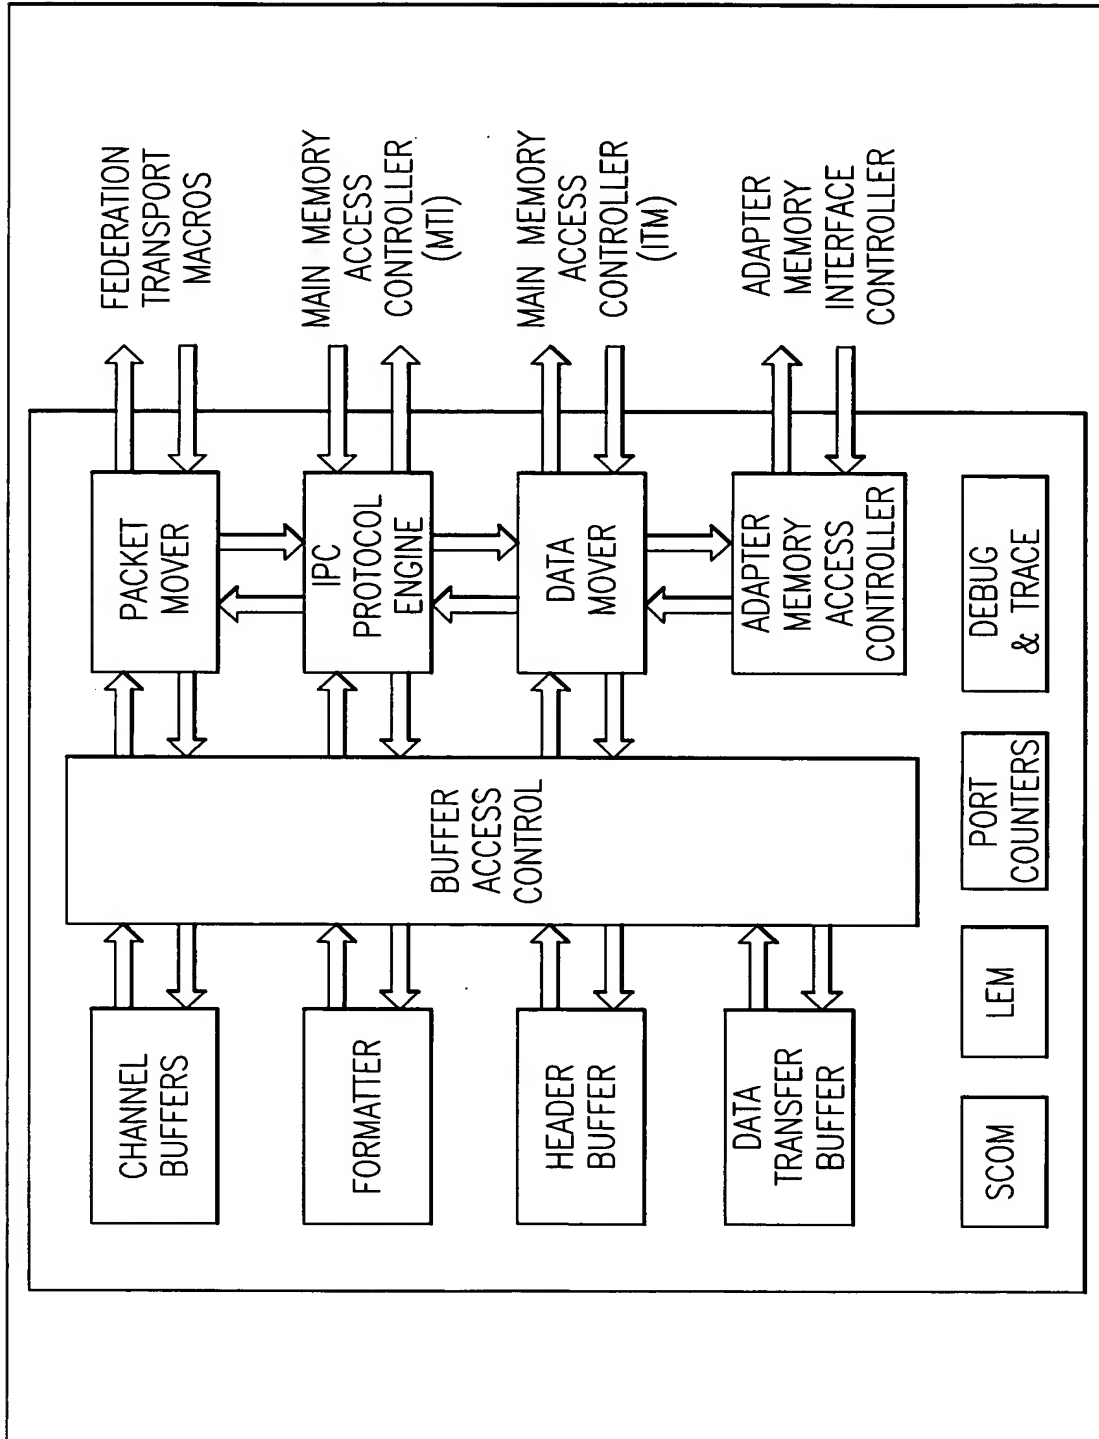 CHANNEL
BUFFERS
FORMATTER
HEADER
BUFFER
DATA
TRANSFER
BUFFER
BUFFER
ACCESS
CONTROL
PACKET
MOVER
IPC
PROTOCOL
ENGINE
DATA
MOVER
ADAPTER
MEMORY
ACCESS
CONTROLLER
FEDERATION
TRANSPORT
MACROS
MAIN MEMORY
ACCESS
CONTROLLER
(MTI)
MAIN MEMORY
ACCESS
CONTROLLER
(ITM)
ADAPTER
MEMORY
INTERFACE
CONTROLLER
SCOM
LEM
PORT
COUNTERS
DEBUG
& TRACE